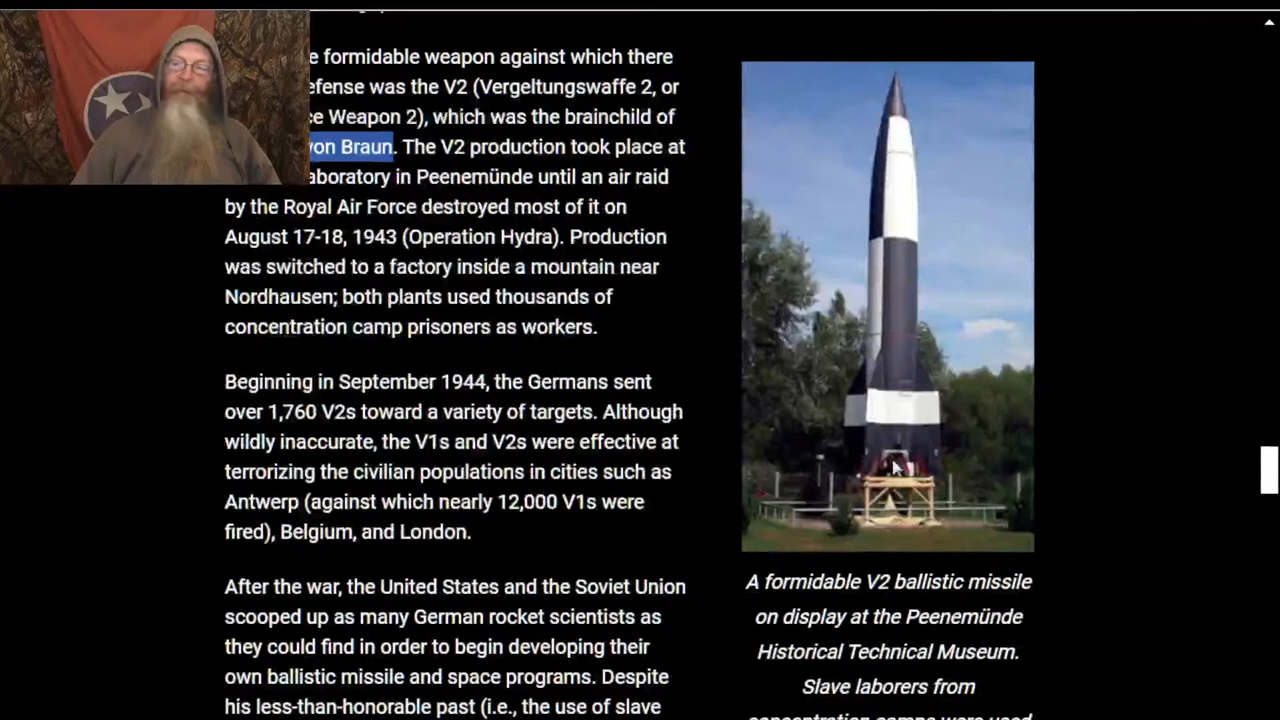 e formidable weapon against which there
efense was the V2 (Vergeltungswaffe 2, or
ce Weapon 2), which was the brainchild of
von Braun. The V2 production took place at
aboratory in Peenemünde until an air raid
by the Royal Air Force destroyed most of it on
August 17-18, 1943 (Operation Hydra). Production
was switched to a factory inside a mountain near
Nordhausen; both plants used thousands of
concentration camp prisoners as workers.
Beginning in September 1944, the Germans sent
over 1,760 V2s toward a variety of targets. Although
wildly inaccurate, the V1s and V2s were effective at
terrorizing the civilian populations in cities such as
Antwerp (against which nearly 12,000 V1s were
fired), Belgium, and London.
After the war, the United States and the Soviet Union
scooped up as many German rocket scientists as
they could find in order to begin developing their
own ballistic missile and space programs. Despite
his less-than-honorable past (i.e., the use of slave
A formidable V2 ballistic missile
on display at the Peenemünde
Historical Technical Museum.
Slave laborers from
concentration camps were used